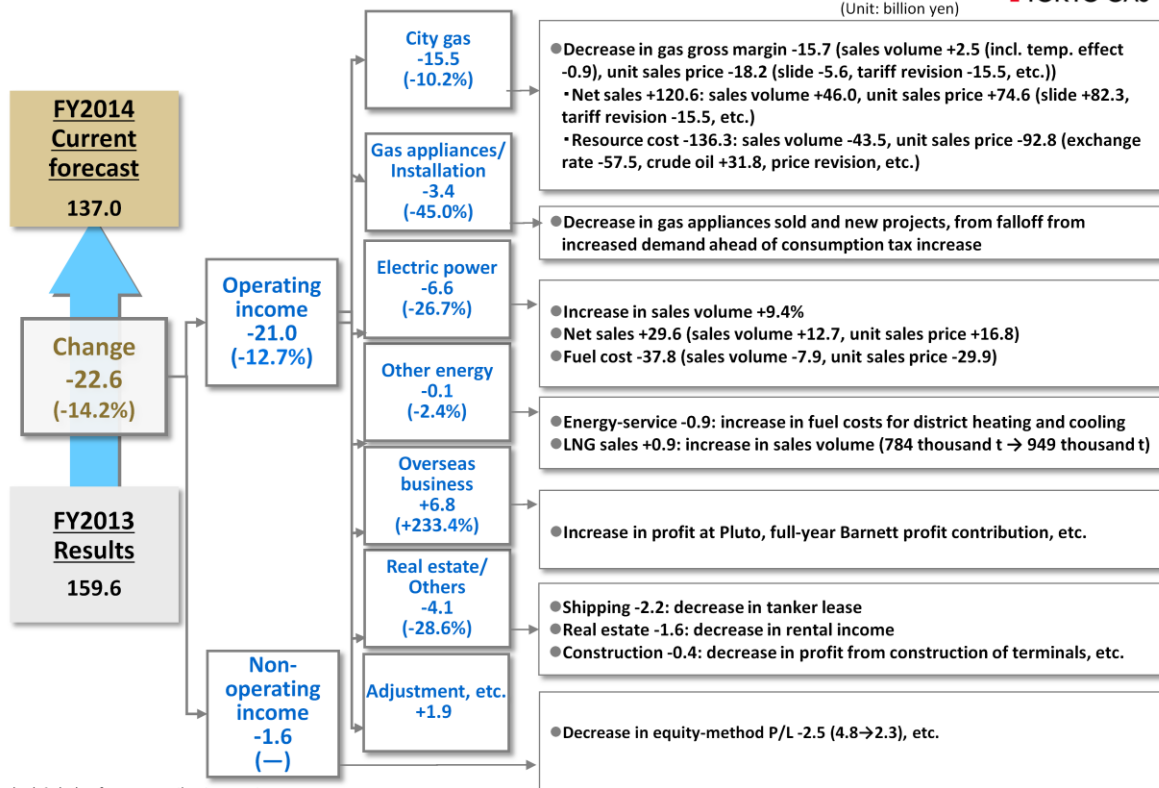 (Unit: billion yen)
FY2014
Current
forecast
137.0
Change
-22.6
(-14.2%)
FY2013
Results
159.6
Operating
income
-21.0
(-12.7%)
Non-
operating
income
-1.6
(—)
City gas
-15.5
(-10.2%)
Gas appliances/
Installation
-3.4
(-45.0%)
Electric power
-6.6
(-26.7%)
Other energy
-0.1
(-2.4%)
Overseas
business
+6.8
(+233.4%)
Real estate/
Others
-4.1
(-28.6%)
Adjustment, etc.
+1.9
●Decrease in gas gross margin -15.7 (sales volume +2.5 (incl. temp. effect
-0.9), unit sales price -18.2 (slide -5.6, tariff revision -15.5, etc.))
・Net sales +120.6: sales volume +46.0, unit sales price +74.6 (slide +82.3,
tariff revision -15.5, etc.)
・Resource cost -136.3: sales volume -43.5, unit sales price -92.8 (exchange
rate -57.5, crude oil +31.8, price revision, etc.)
●Decrease in gas appliances sold and new projects, from falloff from
increased demand ahead of consumption tax increase
●Increase in sales volume +9.4%
●Net sales +29.6 (sales volume +12.7, unit sales price +16.8)
●Fuel cost -37.8 (sales volume -7.9, unit sales price -29.9)
●Energy-service -0.9: increase in fuel costs for district heating and cooling
●LNG sales +0.9: increase in sales volume (784 thousand t → 949 thousand t)
●Increase in profit at Pluto, full-year Barnett profit contribution, etc.
●Shipping -2.2: decrease in tanker lease
●Real estate -1.6: decrease in rental income
●Construction -0.4: decrease in profit from construction of terminals, etc.
●Decrease in equity-method P/L -2.5 (4.8→2.3), etc.